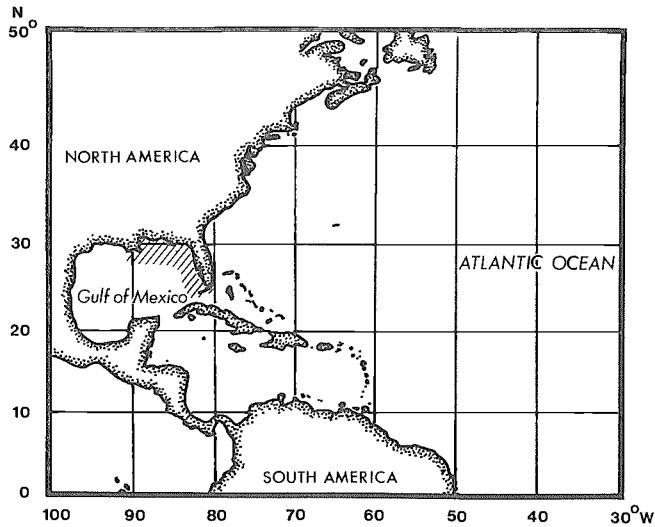 N
50°
40
NORTH AMERICA
30
ATLANTIC OCEAN
Gulf of Mexico
20
10
SOUTH AMERICA
0
100 90 80 70 60 50 40 30°W